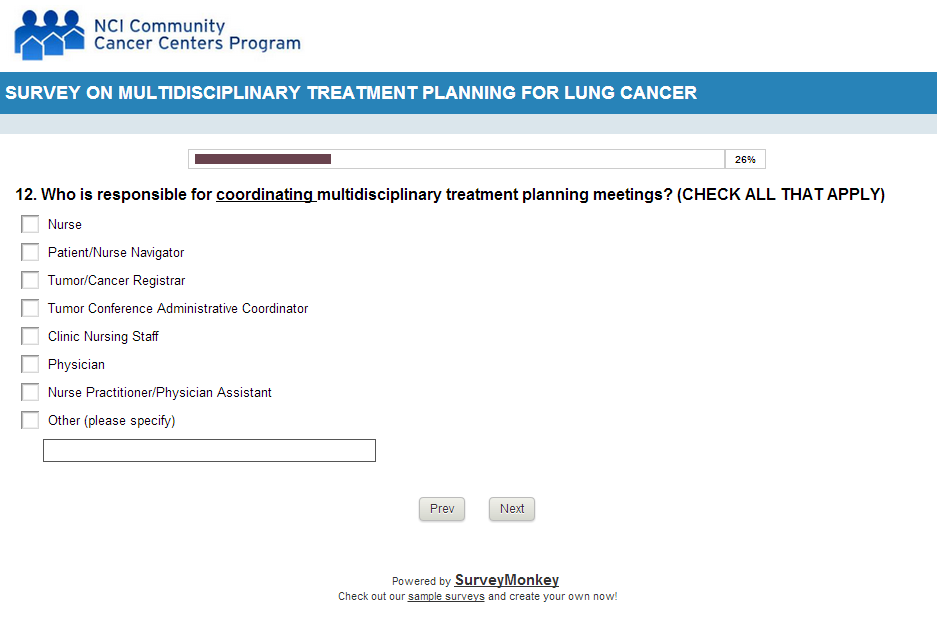 NCI Community
Cancer Centers Program
SURVEY ON MULTIDISCIPLINARY TREATMENT PLANNING FOR LUNG CANCER
26%
12. Who is responsible for coordinating multidisciplinary treatment planning meetings? (CHECK ALL THAT APPLY)
Nurse
Patient/Nurse Navigator
Tumor/Cancer Registrar
Tumor Conference Administrative Coordinator
Clinic Nursing Staff
Physician
Nurse Practitioner/Physician Assistant
Other (please specify)
Prev Next
Powered by SurveyMonkey
Check out our sample surveys and create your own now!